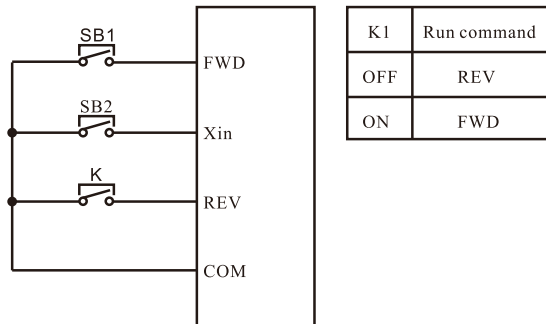 SB1
FWD
SB2
Xin
K
REV
COM
K1 Run command
OFF REV
ON FWD